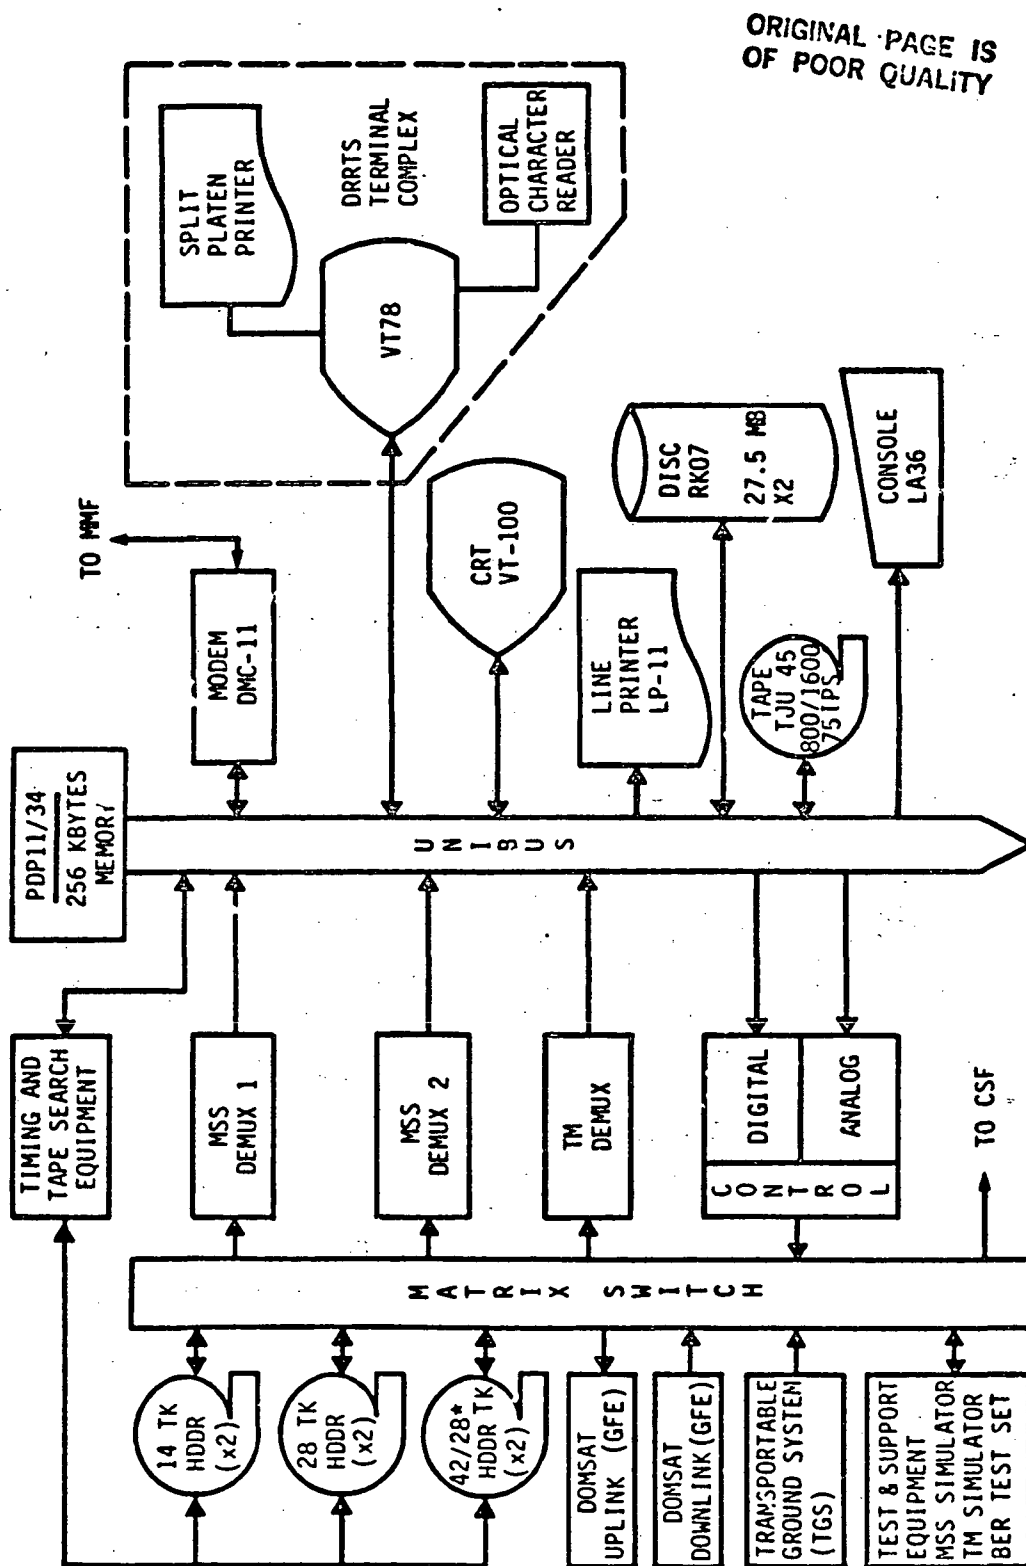 ORIGINAL PAGE IS
OF POOR QUALITY
PDP11/34
256 KBYTES
MEMORY
TIMING AND
TAPE SEARCH
EQUIPMENT
MODEM
DMC-11
TO MMF
SPLIT
PLATEN
PRINTER
DRRTS
TERMINAL
COMPLEX
VT78
OPTICAL
CHARACTER
READER
CRT
VT-100
LINE
PRINTER
LP-11
DISC
RK07
27.5 MB
X2
TAPE
TJU 45
800/1600
75IPS
CONSOLE
LA36
UNIBUS
MSS
DEMUX 1
MSS
DEMUX 2
TM
DEMUX
DIGITAL
ANALOG
CONTROL
TO CSF
MATRIX SWITCH
14 TK
HDDR
(x2)
28 TK
HDDR
(x2)
42/28*
HDDR TK
(x2)
DOMSAT
UPLINK (GFE)
DOMSAT
DOWNLINK(GFE)
TRANSPORTABLE
GROUND SYSTEM
(TGS)
TEST & SUPPORT
EQUIPMENT
MSS SIMULATOR
TM SIMULATOR
BER TEST SET